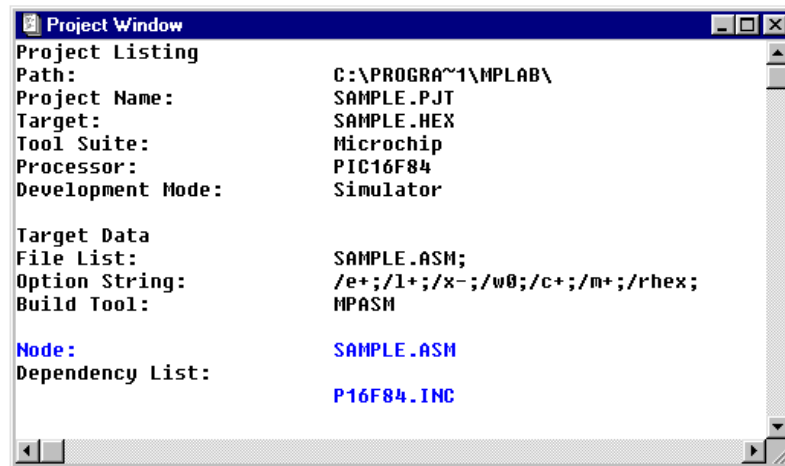 Project Window
Project Listing
Path: C:\PROGRA~1\MPLAB\
Project Name: SAMPLE.PJT
Target: SAMPLE.HEX
Tool Suite: Microchip
Processor: PIC16F84
Development Mode: Simulator
Target Data
File List: SAMPLE.ASM;
Option String: /e+;/l+;/x-;/w0;/c+;/m+;/rhex;
Build Tool: MPASM
Node: SAMPLE.ASM
Dependency List:
P16F84.INC